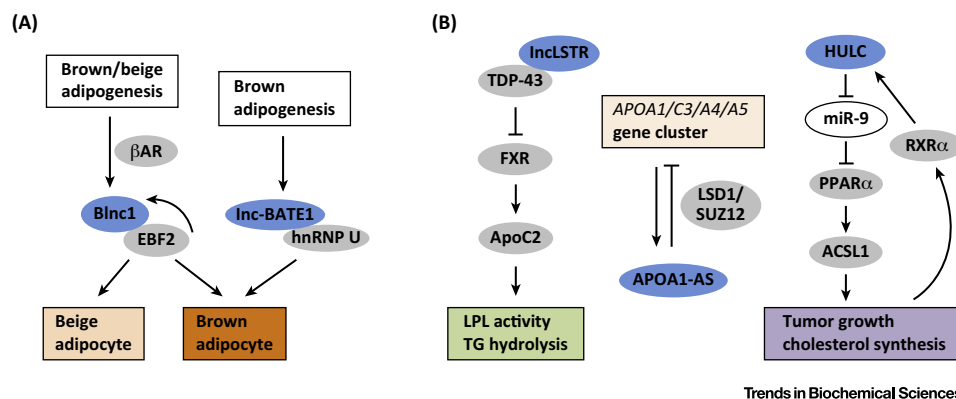 (A)
Brown/beige
adipogenesis
Brown
adipogenesis
βAR
Blnc1
EBF2
lnc-BATE1
hnRNP U
Beige
adipocyte
Brown
adipocyte
(B)
lncLSTR
TDP-43
FXR
ApoC2
LPL activity
TG hydrolysis
APOA1/C3/A4/A5
gene cluster
LSD1/
SUZ12
APOA1-AS
HULC
miR-9
RXRα
PPARα
ACSL1
Tumor growth
cholesterol synthesis
Trends in Biochemical Sciences